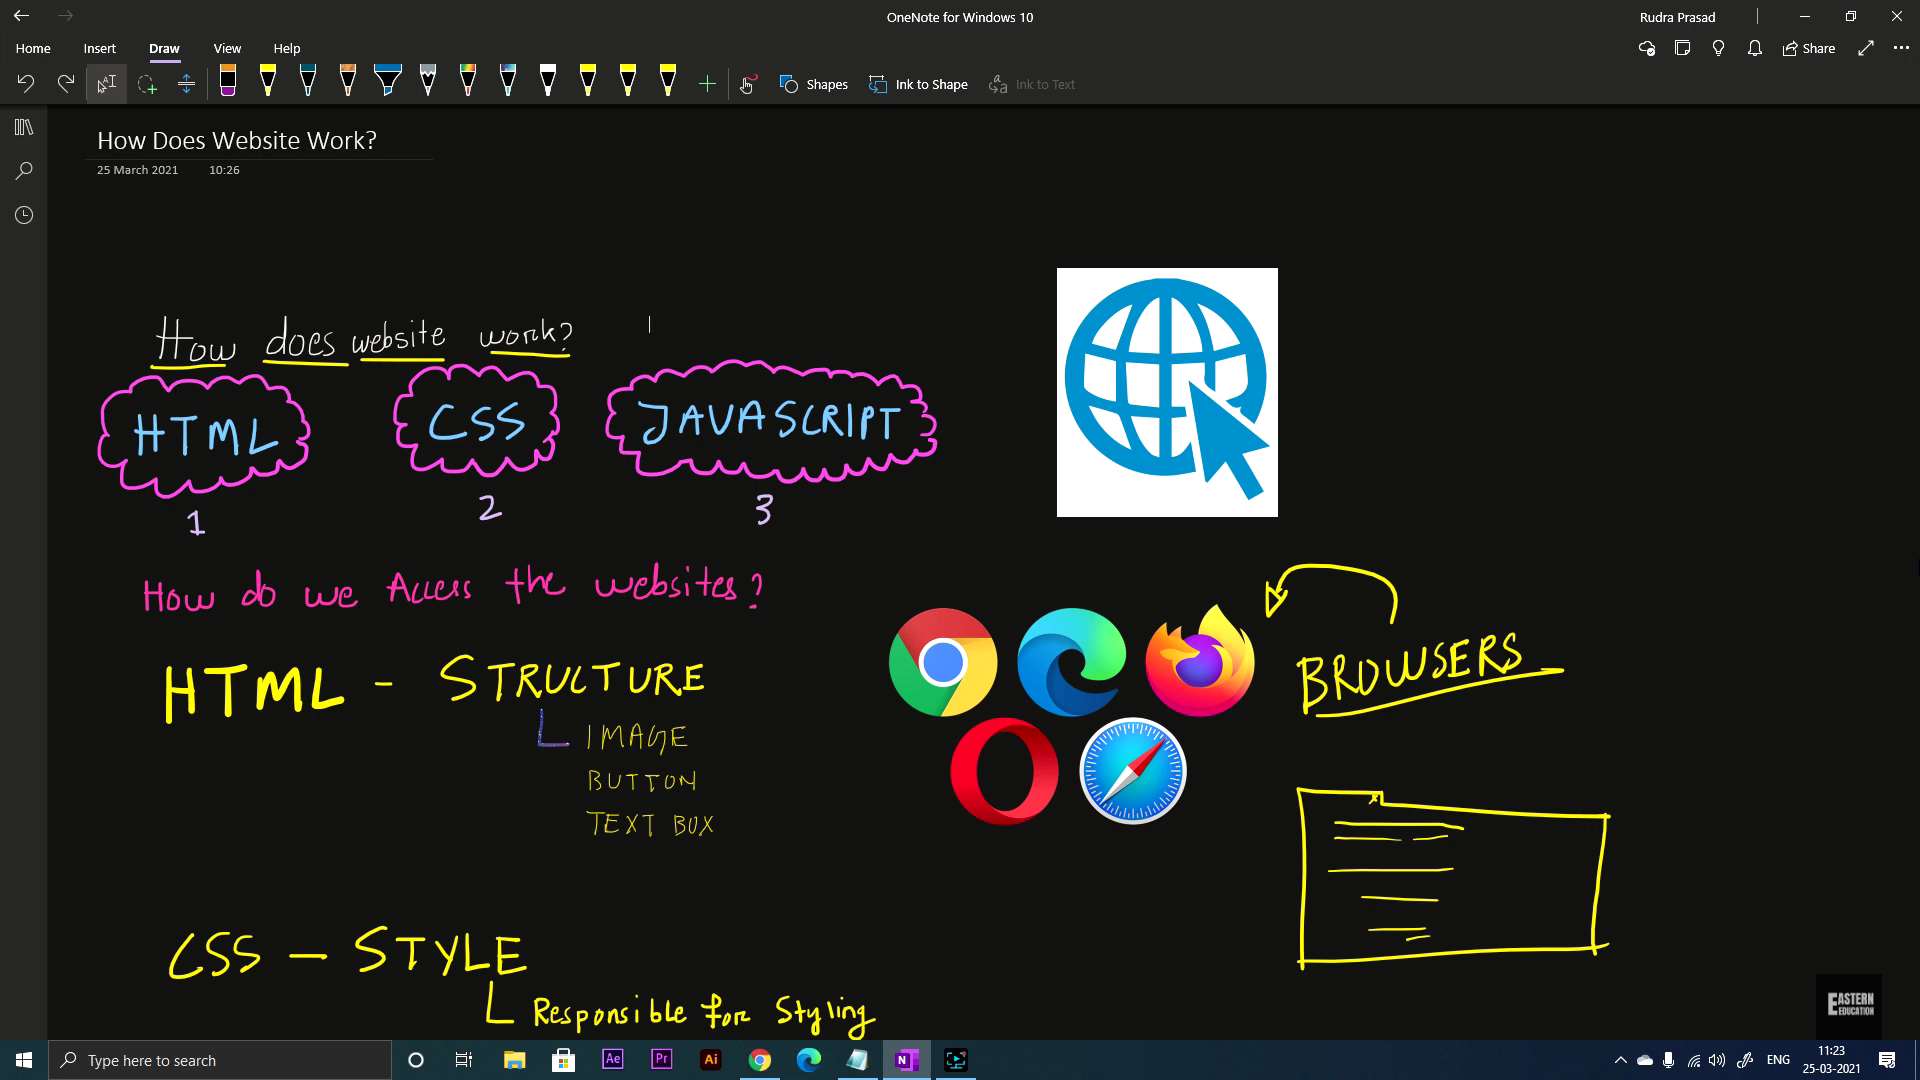 OneNote for Windows 10
Rudra Prasad
Home Insert Draw View Help
Share
Shapes Ink to Shape Ink to Text
How Does Website Work?
25 March 2021 10:26
How does website work?
HTML CSS JAVASCRIPT
1 2 3
How do we Access the websites?
HTML - STRUCTURE
IMAGE
BUTTON
TEXT BOX
BROWSERS
CSS - STYLE
Responsible for Styling
EASTERN
EDUCATION
Type here to search
Ae Pr Ai N
ENG
11:23
25-03-2021